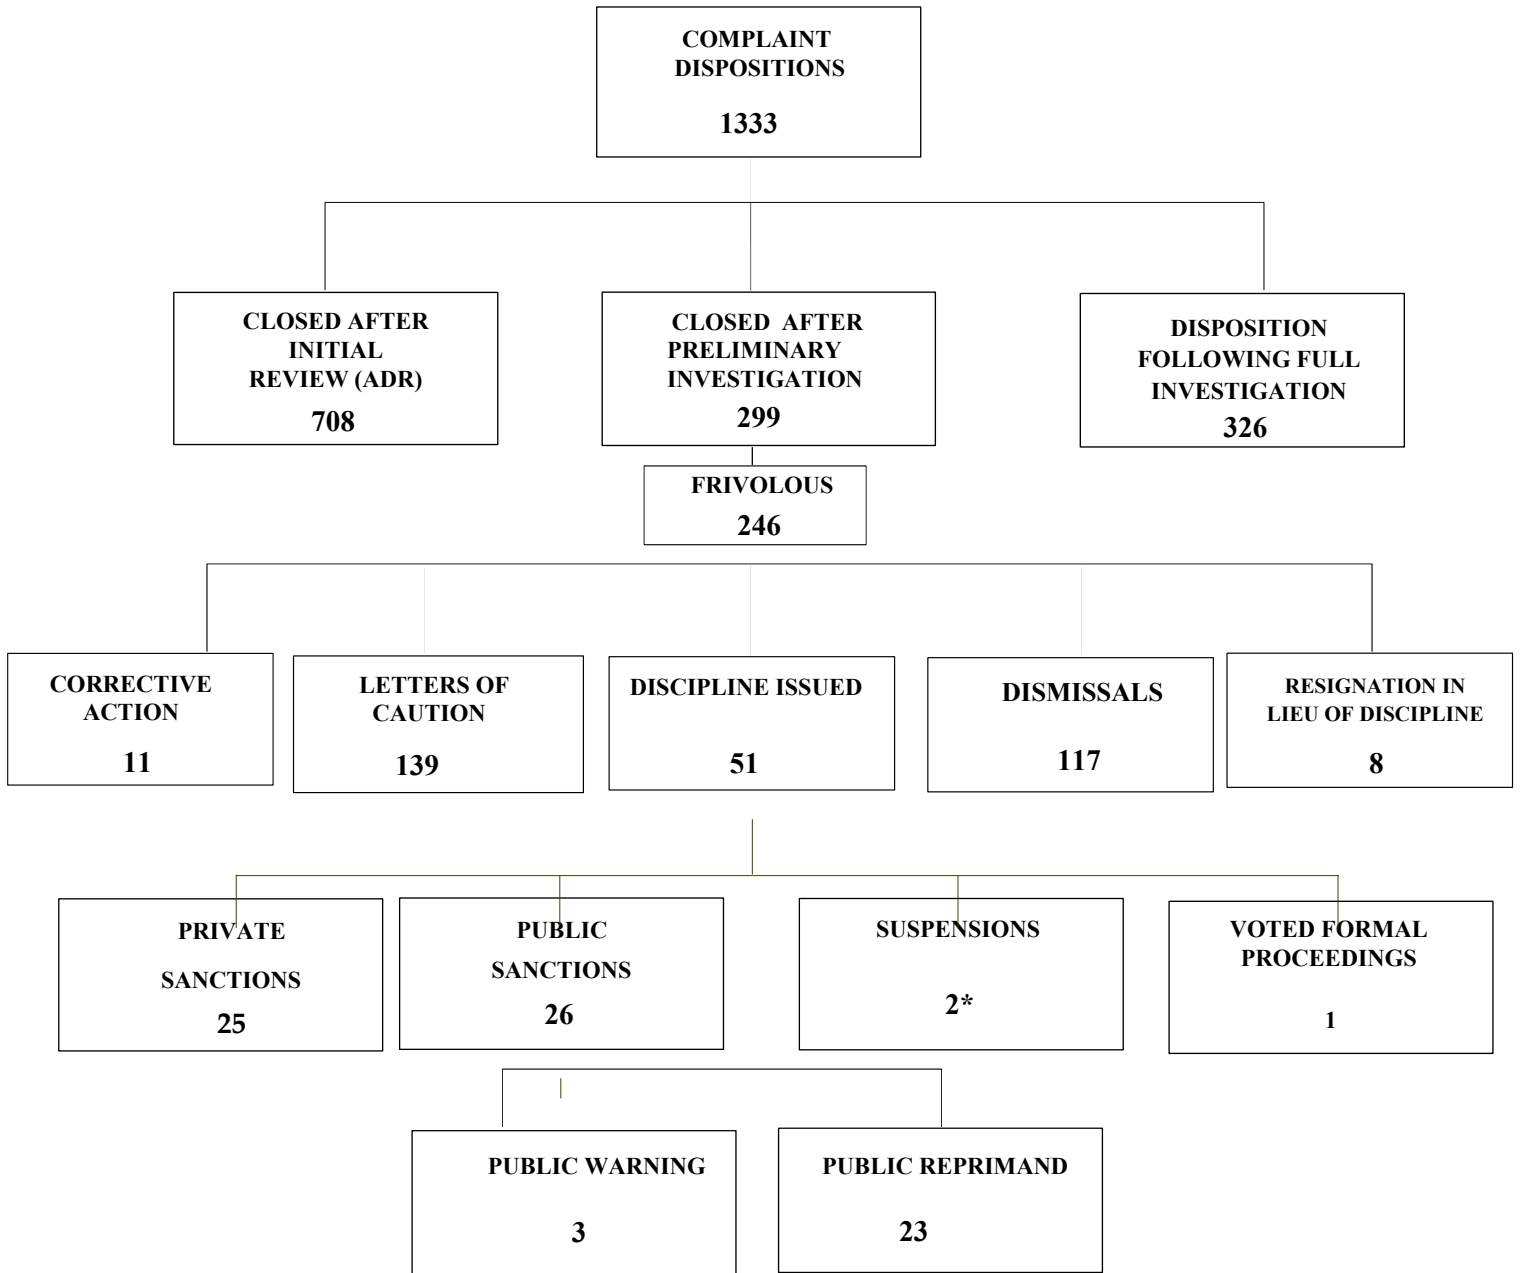 COMPLAINT
DISPOSITIONS
1333
CLOSED AFTER
INITIAL
REVIEW (ADR)
708
CLOSED AFTER
PRELIMINARY
INVESTIGATION
299
DISPOSITION
FOLLOWING FULL
INVESTIGATION
326
FRIVOLOUS
246
CORRECTIVE
ACTION
11
LETTERS OF
CAUTION
139
DISCIPLINE ISSUED
51
DISMISSALS
117
RESIGNATION IN
LIEU OF DISCIPLINE
8
PRIVATE
SANCTIONS
25
PUBLIC
SANCTIONS
26
SUSPENSIONS
2*
VOTED FORMAL
PROCEEDINGS
1
PUBLIC WARNING
3
PUBLIC REPRIMAND
23